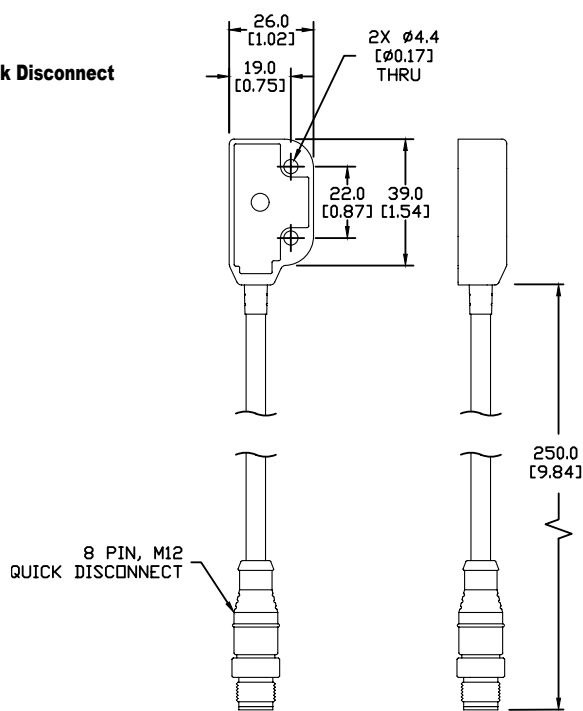 k Disconnect
26.0
[1.02]
19.0
[0.75]
2X Ø4.4
[Ø0.17]
THRU
22.0
[0.87]
39.0
[1.54]
250.0
[9.84]
8 PIN, M12
QUICK DISCONNECT